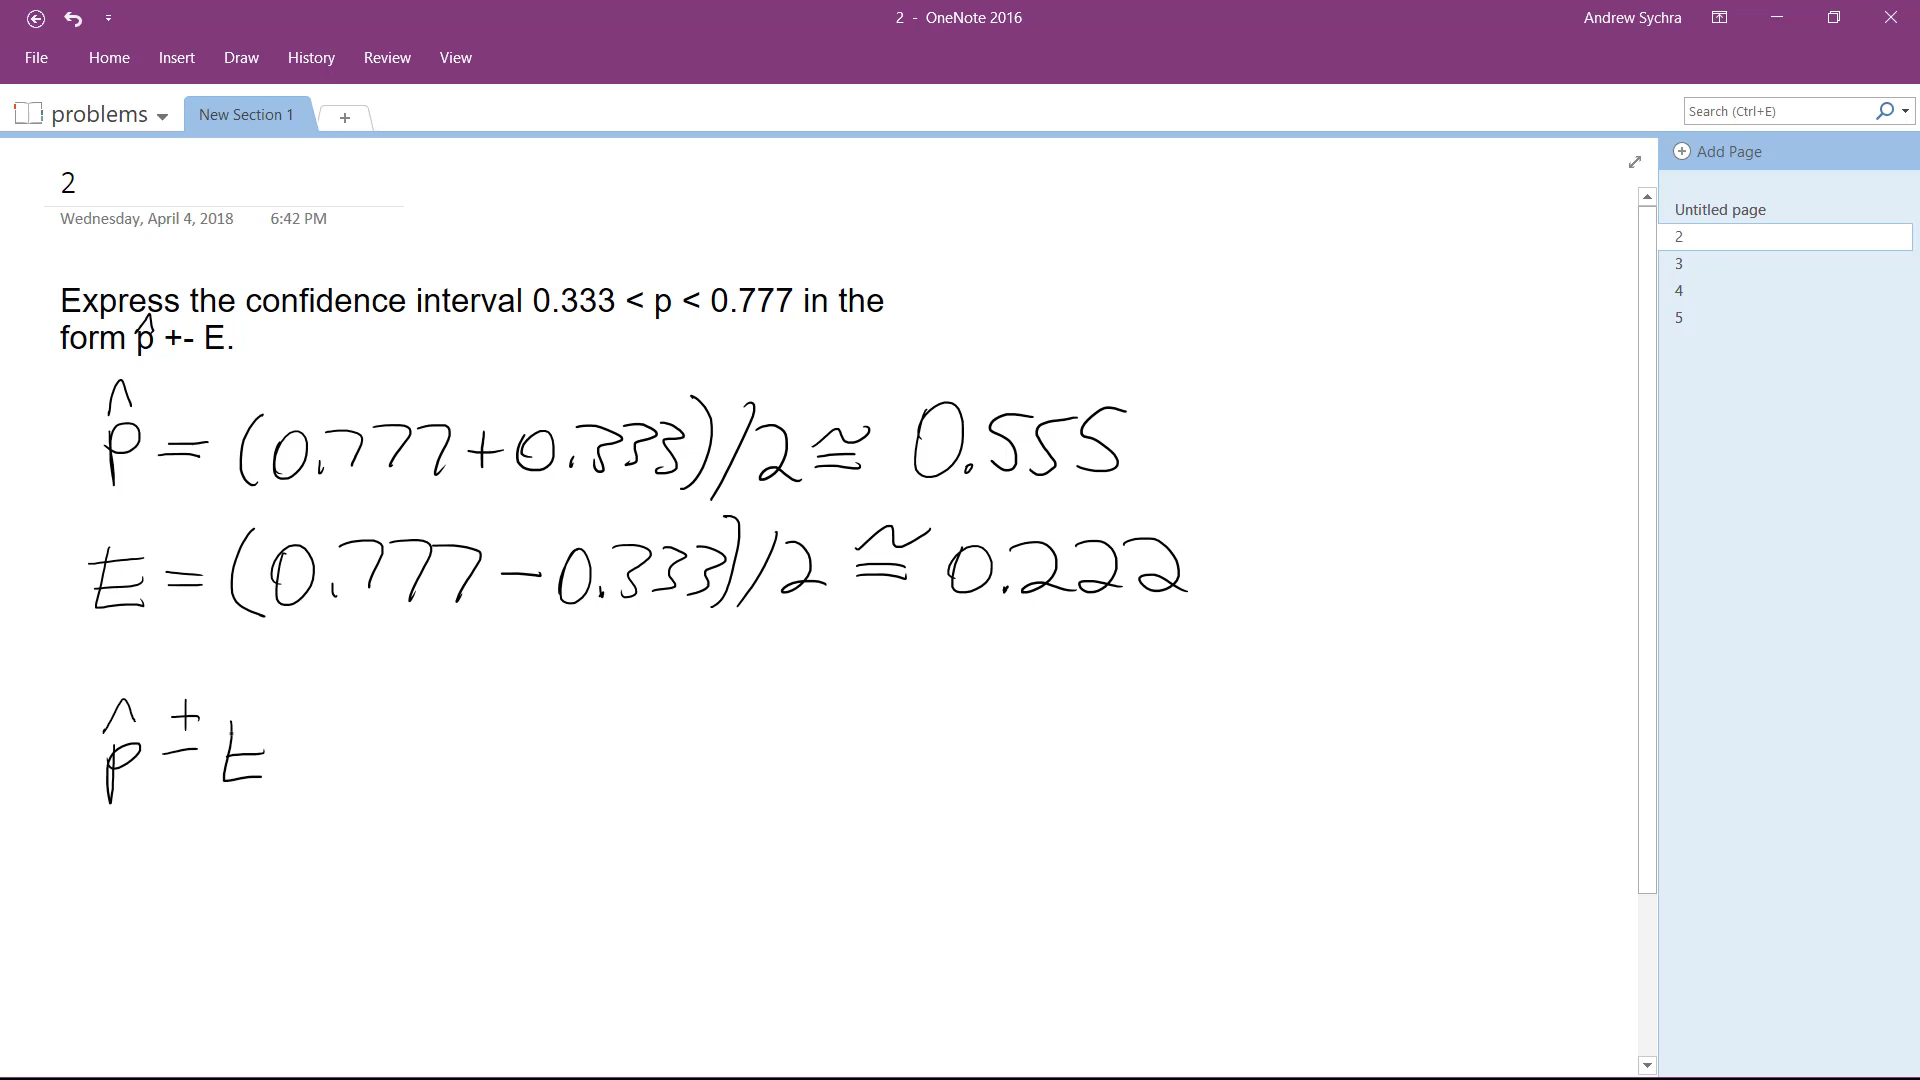 2 - OneNote 2016
Andrew Sychra
File Home Insert Draw History Review View
problems
New Section 1
+
Search (Ctrl+E)
Add Page
2
Wednesday, April 4, 2018 6:42 PM
Untitled page
2
3
4
5
Express the confidence interval 0.333 < p < 0.777 in the
form p̂ +- E.
p̂ = (0.777+0.333)/2 ≅ 0.555
E = (0.777-0.333)/2 ≅ 0.222
p̂ ± E